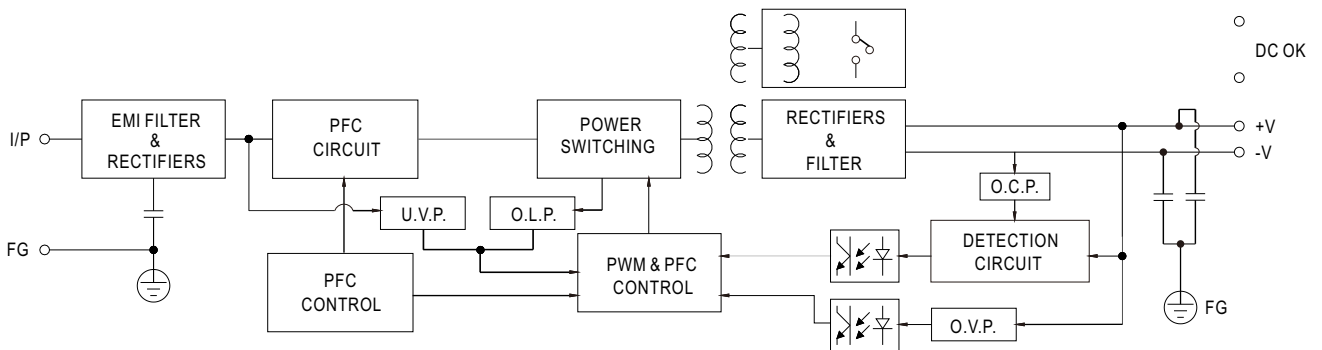 DC OK
I/P
EMI FILTER
&
RECTIFIERS
PFC
CIRCUIT
POWER
SWITCHING
RECTIFIERS
&
FILTER
+V
-V
U.V.P.
O.L.P.
O.C.P.
FG
PFC
CONTROL
PWM & PFC
CONTROL
DETECTION
CIRCUIT
O.V.P.
FG